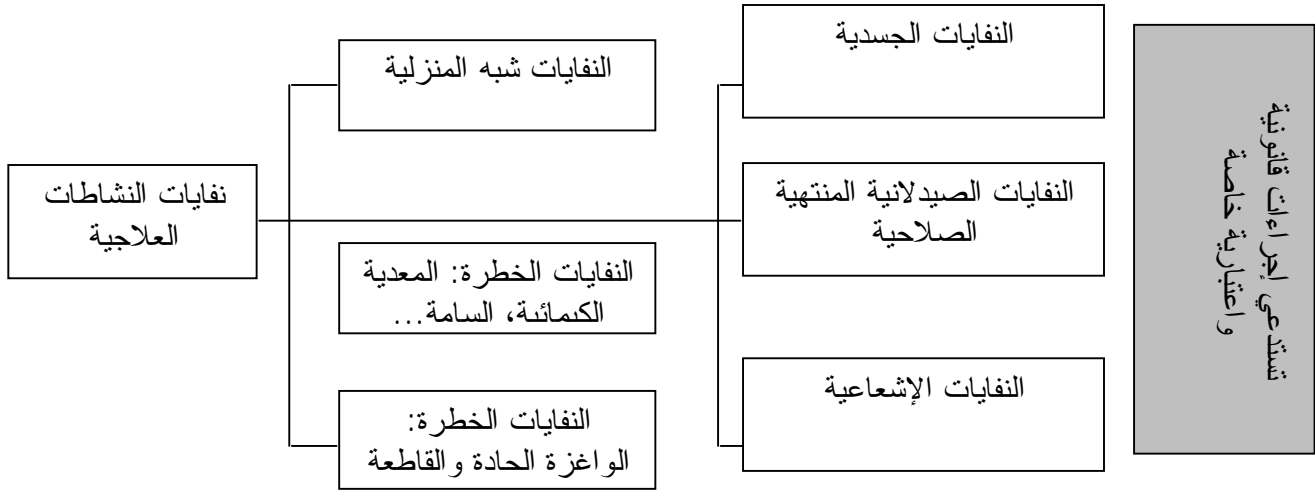 نفايات النشاطات
العلاجية
النفايات شبه المنزلية
النفايات الخطرة: المعدية
الكيمائية، السامة...
النفايات الخطرة:
الواغزة الحادة والقاطعة
النفايات الجسدية
النفايات الصيدلانية المنتهية
الصلاحية
النفايات الإشعاعية
تستدعي إجراءات قانونية
واعتبارية خاصة